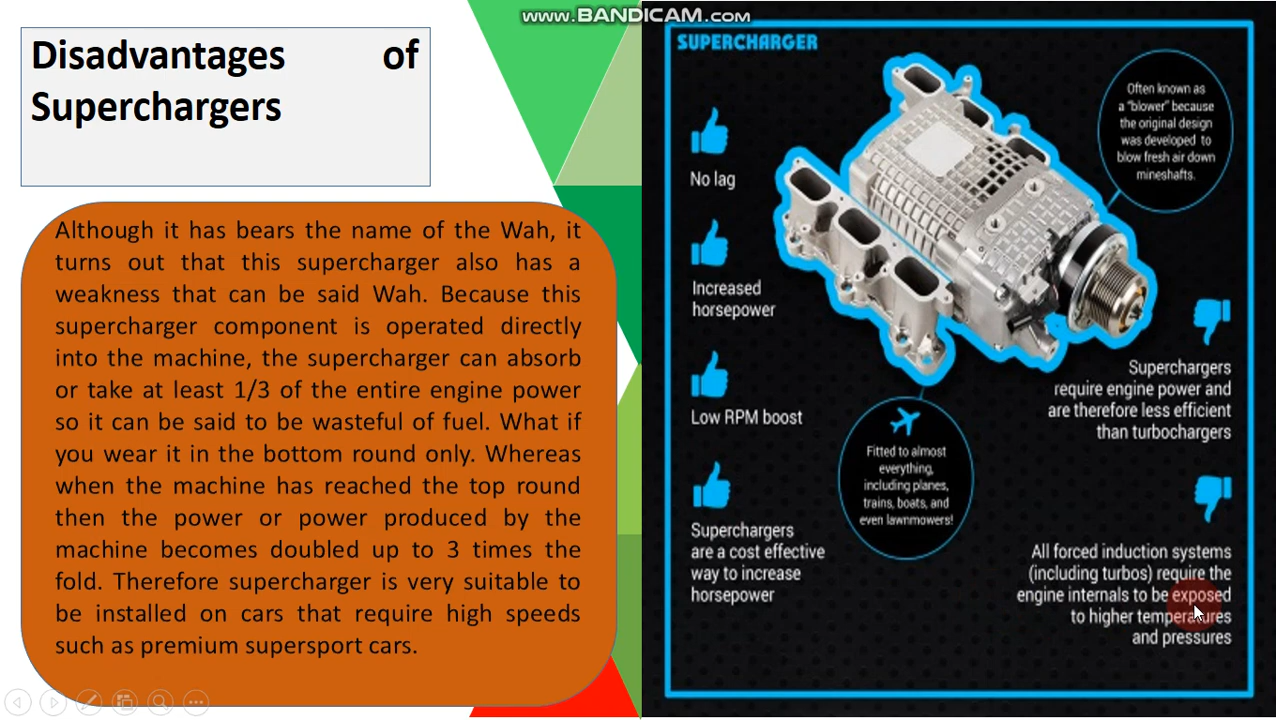 www.BANDICAM.com
Disadvantages of
Superchargers
Although it has bears the name of the Wah, it
turns out that this supercharger also has a
weakness that can be said Wah. Because this
supercharger component is operated directly
into the machine, the supercharger can absorb
or take at least 1/3 of the entire engine power
so it can be said to be wasteful of fuel. What if
you wear it in the bottom round only. Whereas
when the machine has reached the top round
then the power or power produced by the
machine becomes doubled up to 3 times the
fold. Therefore supercharger is very suitable to
be installed on cars that require high speeds
such as premium supersport cars.
SUPERCHARGER
No lag
Increased
horsepower
Low RPM boost
Superchargers
are a cost effective
way to increase
horsepower
Often known as
a "blower" because
the original design
was developed to
blow fresh air down
mineshafts.
Fitted to almost
everything,
including planes,
trains, boats, and
even lawnmowers!
Superchargers
require engine power and
are therefore less efficient
than turbochargers
All forced induction systems
(including turbos) require the
engine internals to be exposed
to higher temperatures
and pressures